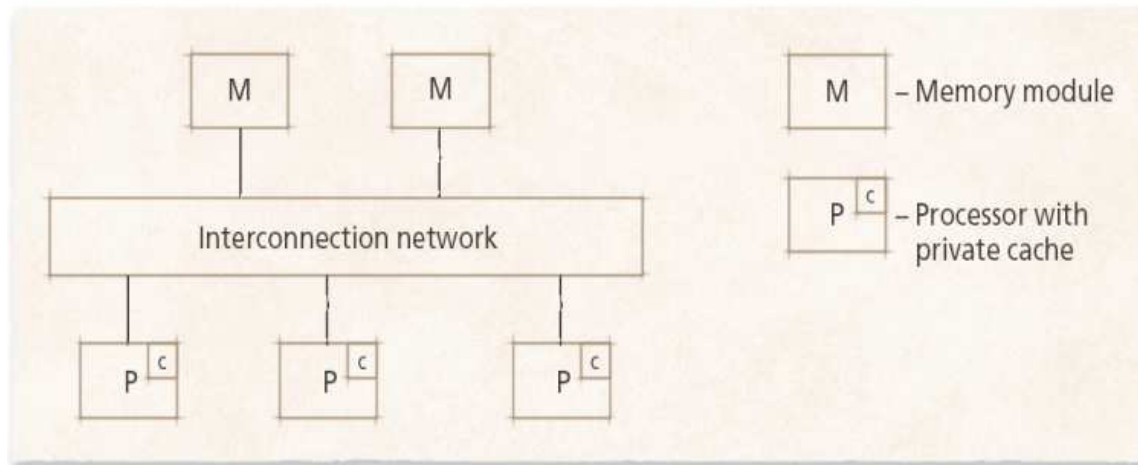 M
M
Interconnection network
P c
P c
P c
M – Memory module
P c – Processor with
private cache